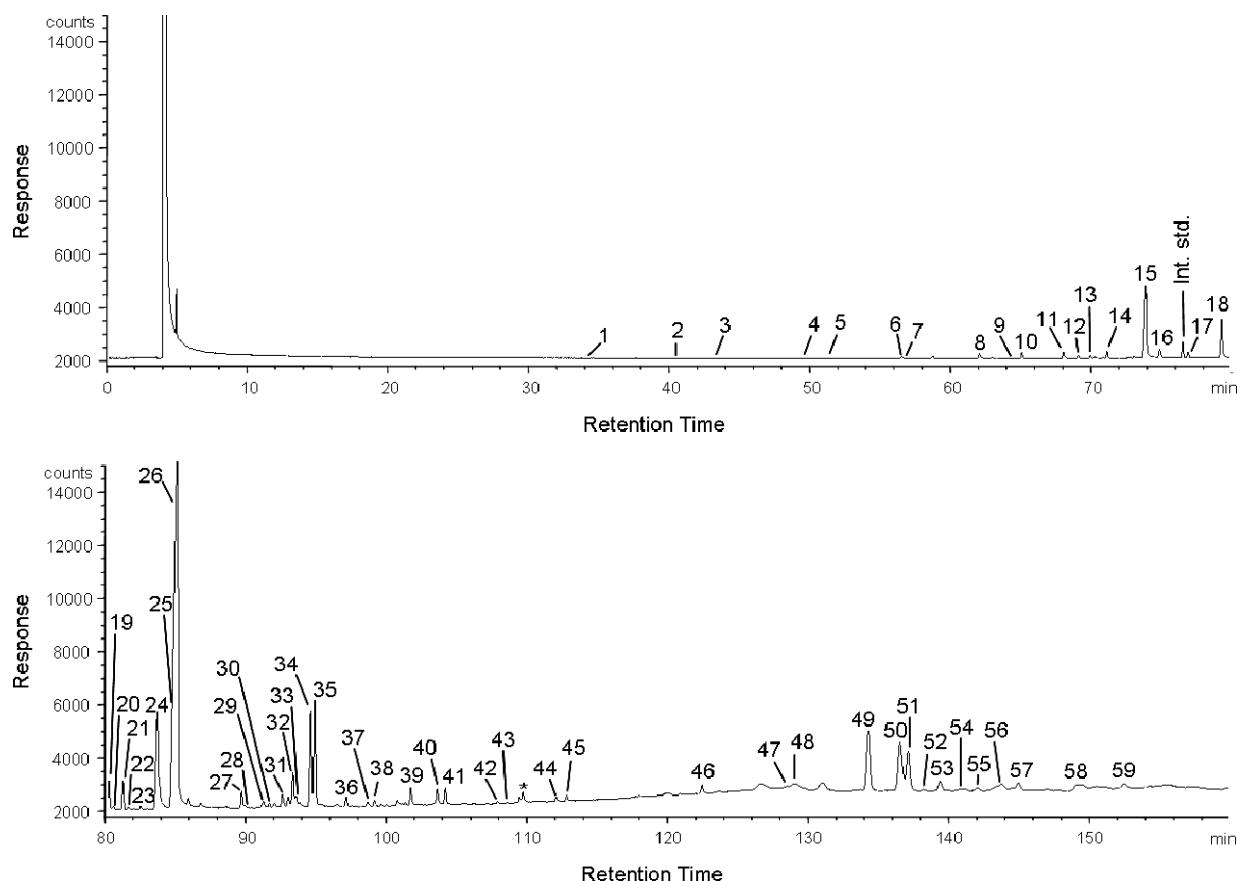 counts
14000
12000
10000
8000
6000
4000
2000
Response
1 2 3 4 5 6 7 8 9 10 11 12 13 14 15 16 Int. std. 17 18
0 10 20 30 40 50 60 70 min
Retention Time
counts
14000
12000
10000
8000
6000
4000
2000
Response
19 20 21 22 23 24 25 26 27 28 29 30 31 32 33 34 35 36 37 38 39 40 41 42 43 * 44 45 46 47 48 49 50 51 52 53 54 55 56 57 58 59
80 90 100 110 120 130 140 150 min
Retention Time